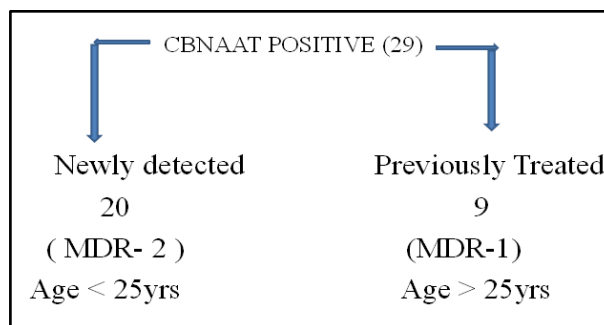 CBNAAT POSITIVE (29)
Newly detected
20
( MDR- 2 )
Age < 25yrs
Previously Treated
9
(MDR-1)
Age > 25yrs